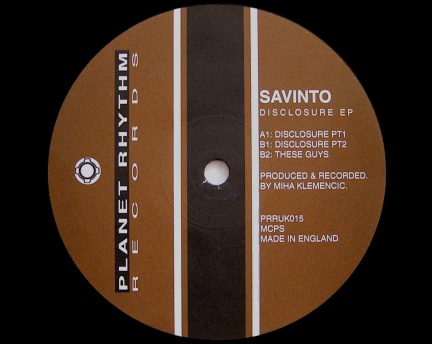 PLANET RHYTHM
RECORDS
SAVINTO
DISCLOSURE EP
A1: DISCLOSURE PT1
B1: DISCLOSURE PT2
B2: THESE GUYS
PRODUCED & RECORDED.
BY MIHA KLEMENCIC.
PRRUK015
MCPS
MADE IN ENGLAND